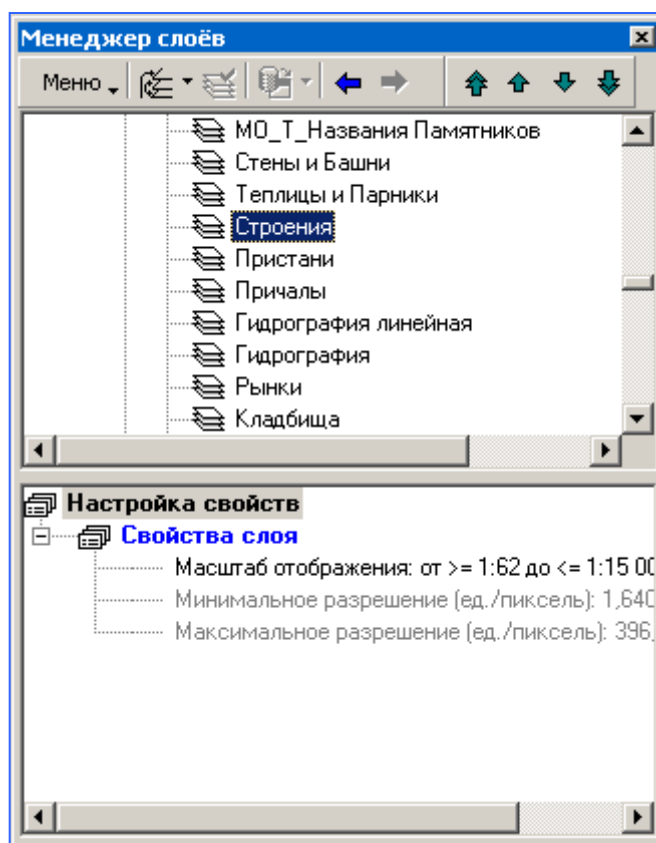 Менеджер слоёв
Меню
МО_Т_Названия Памятников
Стены и Башни
Теплицы и Парники
Строения
Пристани
Причалы
Гидрография линейная
Гидрография
Рынки
Кладбища
Настройка свойств
Свойства слоя
Масштаб отображения: от >= 1:62 до <= 1:15 00
Минимальное разрешение (ед./пиксель): 1,640
Максимальное разрешение (ед./пиксель): 396,